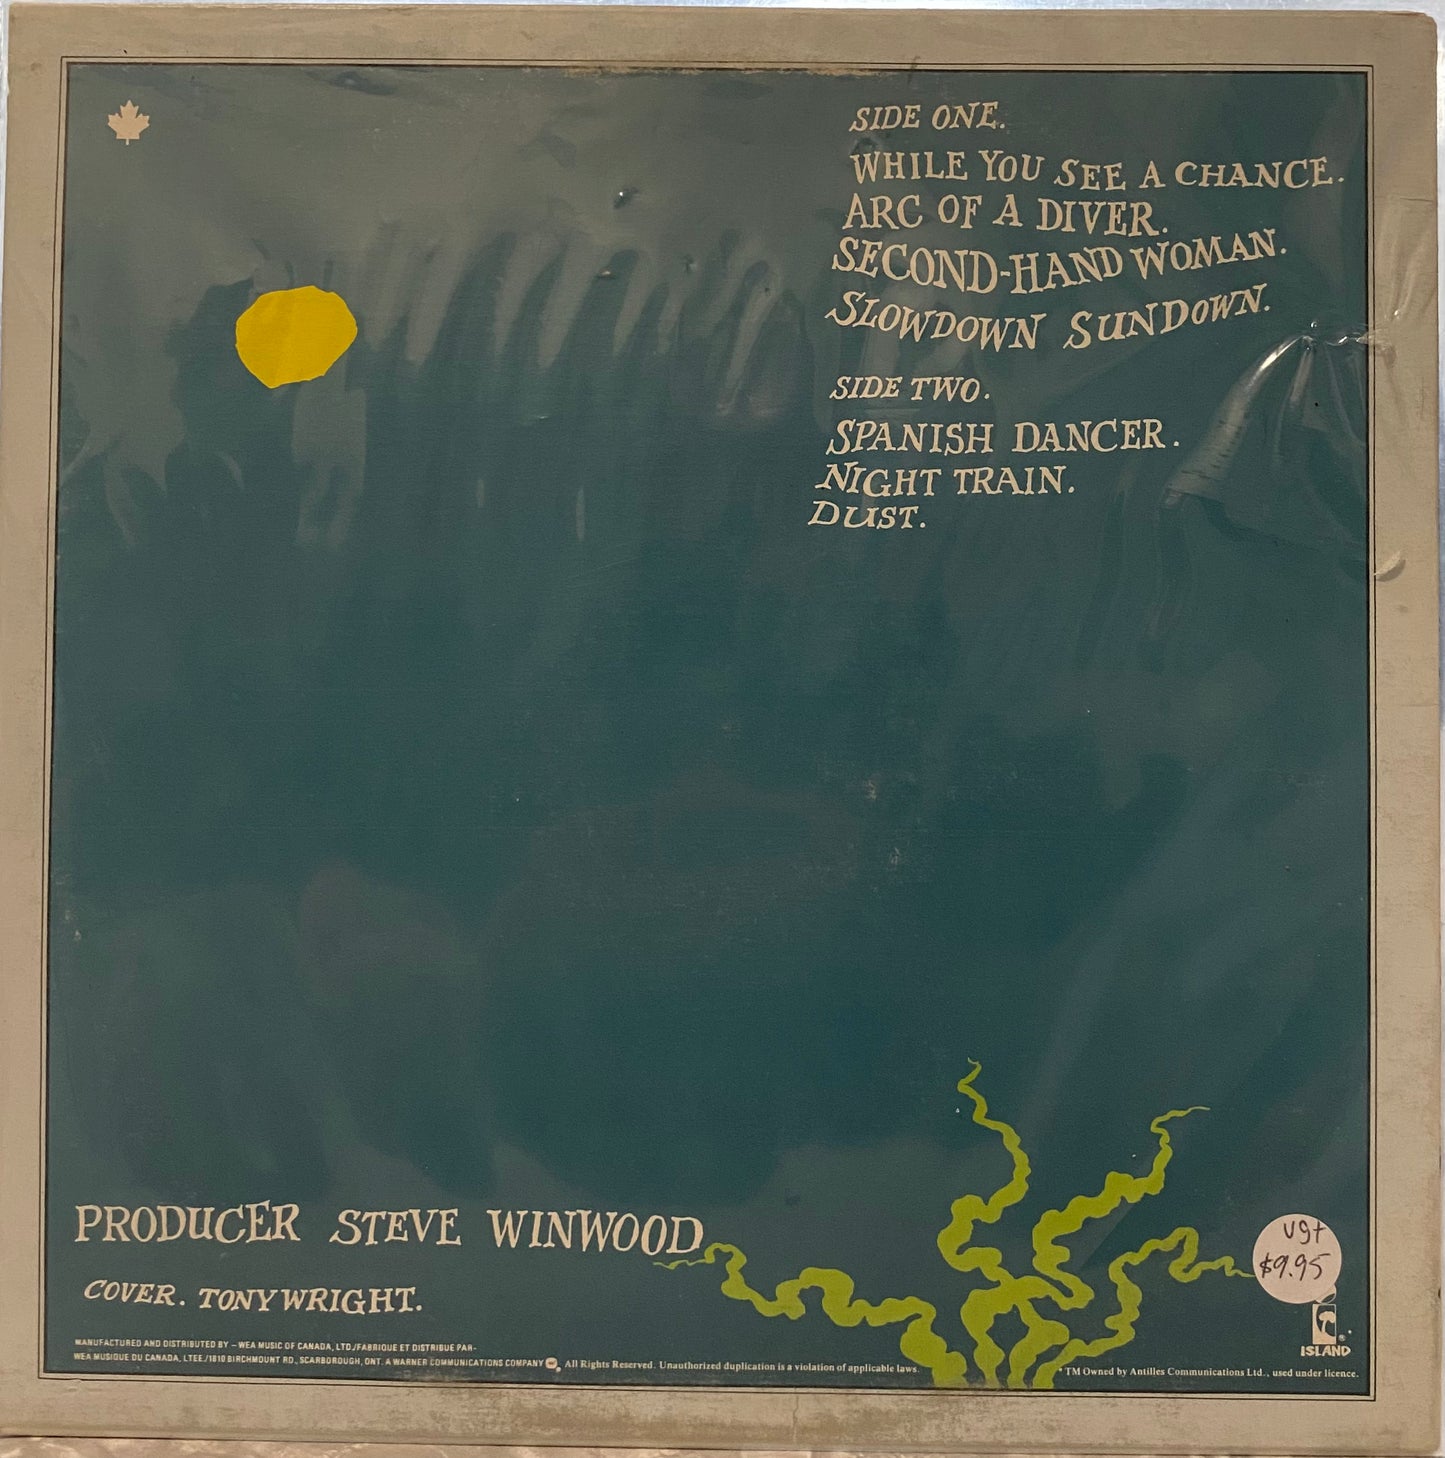 SIDE ONE.
WHILE YOU SEE A CHANCE.
ARC OF A DIVER.
SECOND-HAND WOMAN.
SLOWDOWN SUNDOWN.
SIDE TWO.
SPANISH DANCER.
NIGHT TRAIN.
DUST.
PRODUCER STEVE WINWOOD
COVER. TONY WRIGHT.
vg+
$9.95
® .
ISLAND
MANUFACTURED AND DISTRIBUTED BY – WEA MUSIC OF CANADA, LTD./FABRIQUE ET DISTRIBUE PAR-
WEA MUSIQUE DU CANADA, LTEE./1810 BIRCHMOUNT RD., SCARBOROUGH, ONT. A WARNER COMMUNICATIONS COMPANY All Rights Reserved. Unauthorized duplication is a violation of applicable laws.
* TM Owned by Antilles Communications Ltd., used under licence.